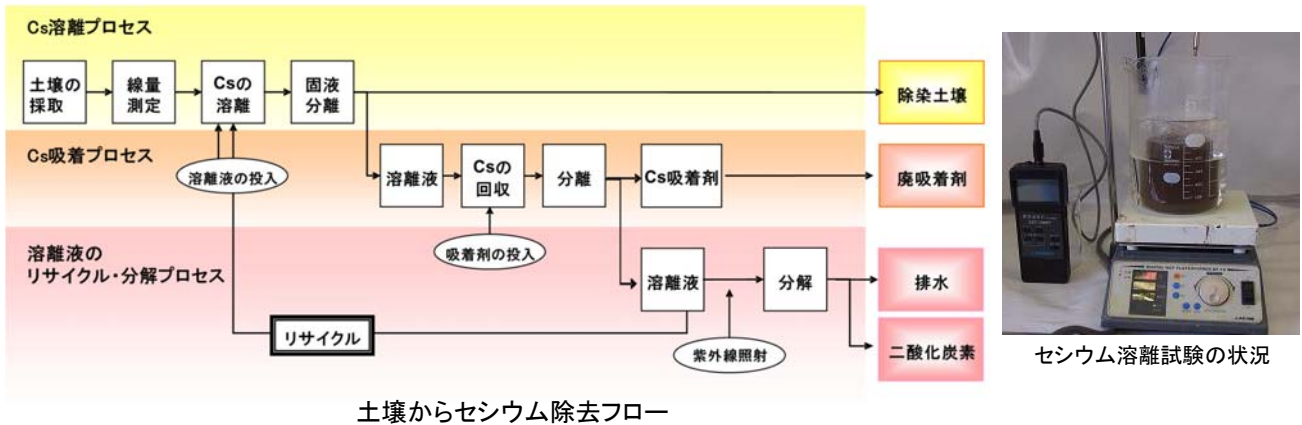 Cs溶離プロセス
土壌の
採取
線量
測定
Csの
溶離
固液
分離
除染土壌
Cs吸着プロセス
溶離液の投入
溶離液
Csの
回収
分離
Cs吸着剤
廃吸着剤
吸着剤の投入
溶離液の
リサイクル・分解プロセス
溶離液
分解
排水
リサイクル
紫外線照射
二酸化炭素
土壌からセシウム除去フロー
セシウム溶離試験の状況